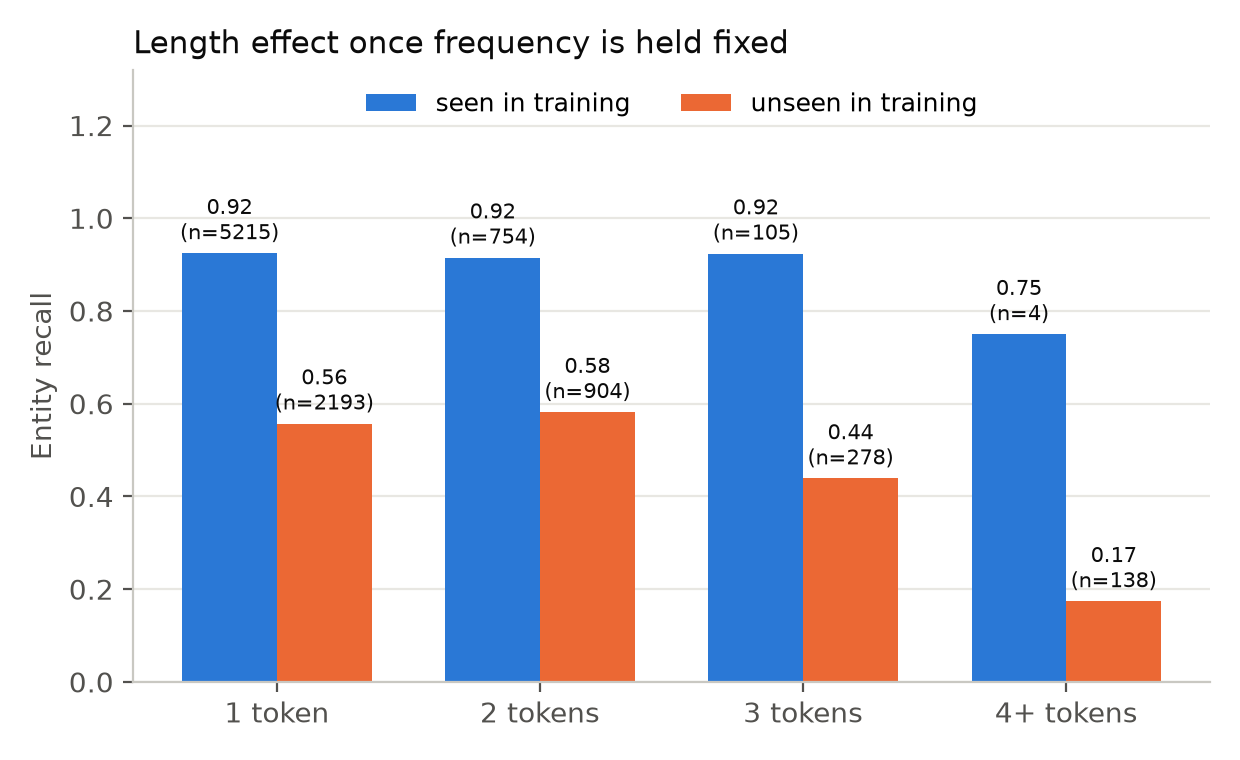 Length effect once frequency is held fixed
seen in training
unseen in training
Entity recall
1.2
1.0
0.8
0.6
0.4
0.2
0.0
0.92
(n=5215)
0.56
(n=2193)
0.92
(n=754)
0.58
(n=904)
0.92
(n=105)
0.44
(n=278)
0.75
(n=4)
0.17
(n=138)
1 token
2 tokens
3 tokens
4+ tokens